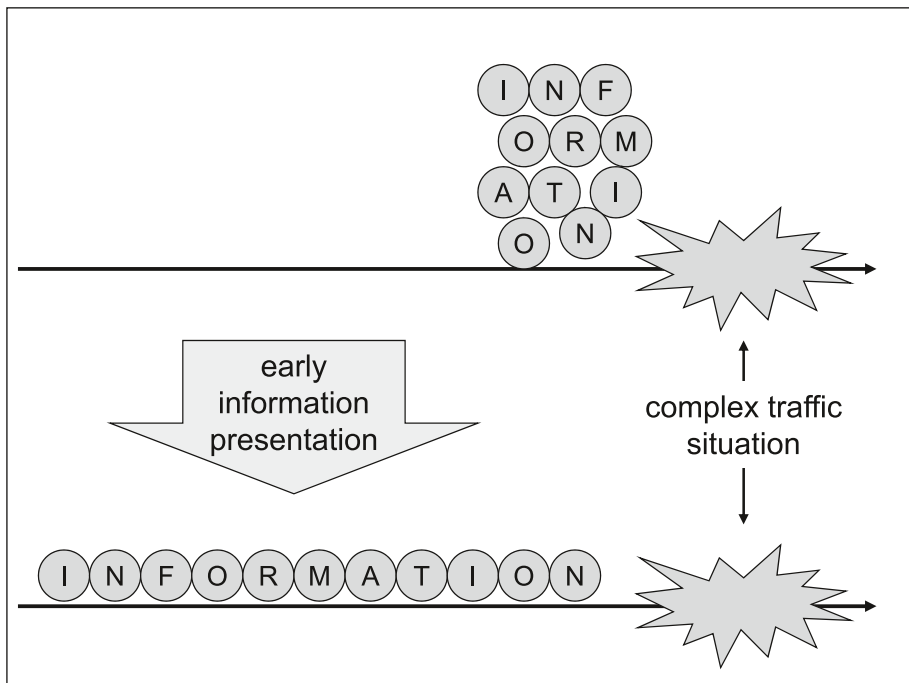 I N F
O R M
A T I
O N
early
information
presentation
complex traffic
situation
I N F O R M A T I O N